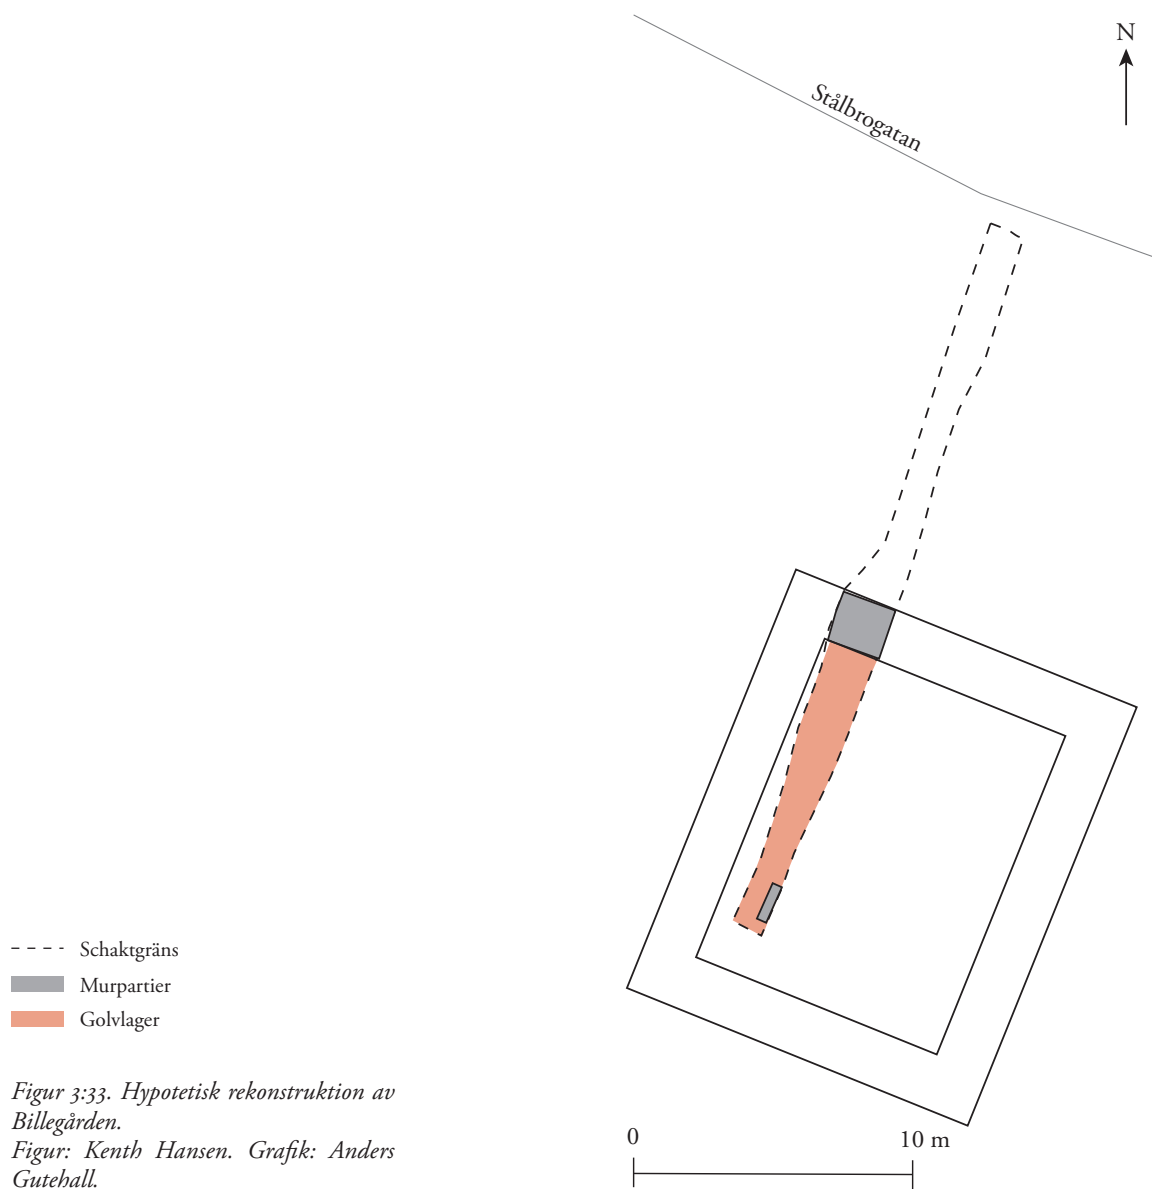 N
Stålbrogatan
Schaktgräns
Murpartier
Golvlager
Figur 3:33. Hypotetisk rekonstruktion av
Billegården.
Figur: Kenth Hansen. Grafik: Anders
Gutehall.
0 10 m